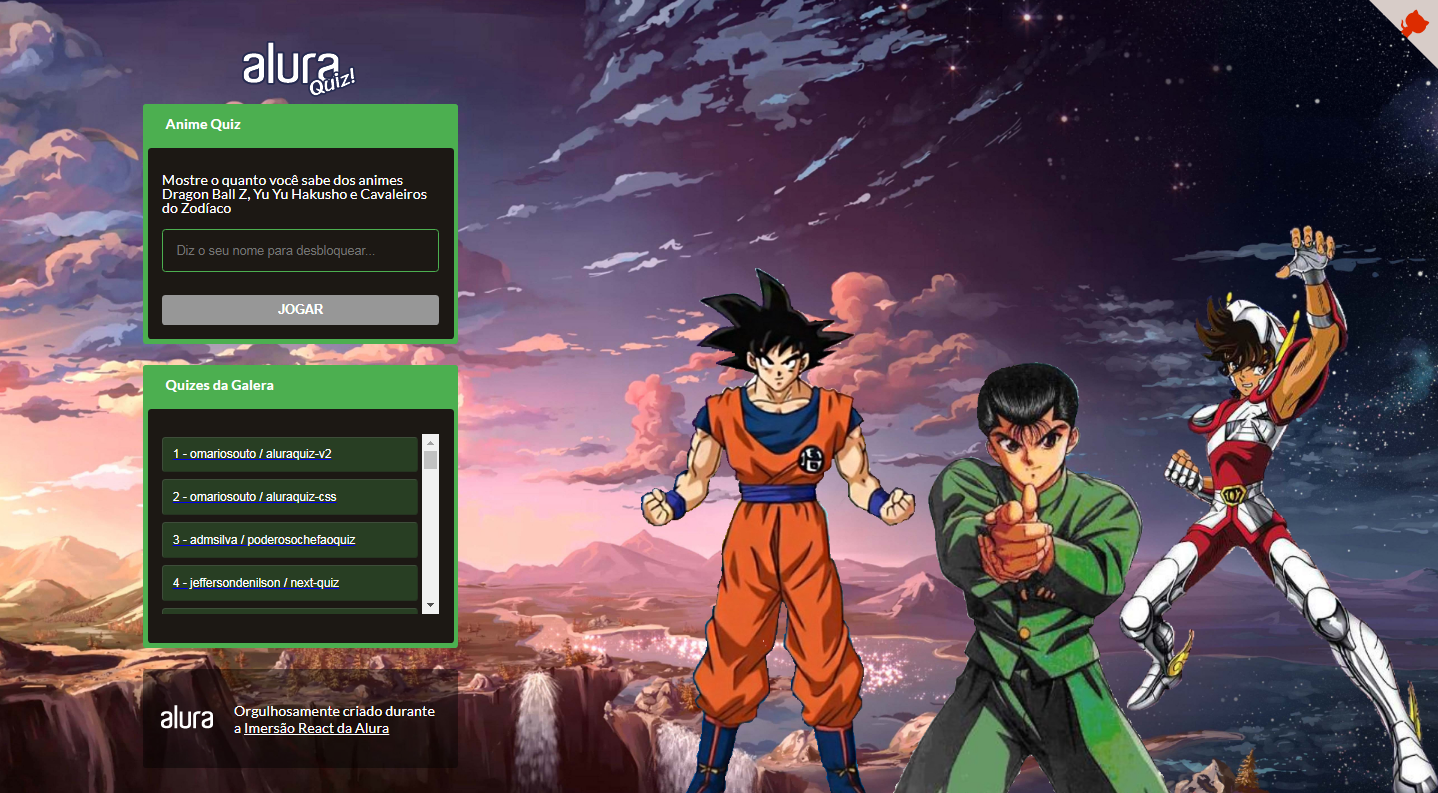 alura
Quiz!
Anime Quiz
Mostre o quanto você sabe dos animes
Dragon Ball Z, Yu Yu Hakusho e Cavaleiros
do Zodíaco
Diz o seu nome para desbloquear...
JOGAR
Quizes da Galera
1 - omariosouto / aluraquiz-v2
2 - omariosouto / aluraquiz-css
3 - admsilva / poderosochefaoquiz
4 - jeffersondenilson / next-quiz
alura
Orgulhosamente criado durante
a Imersão React da Alura
悟